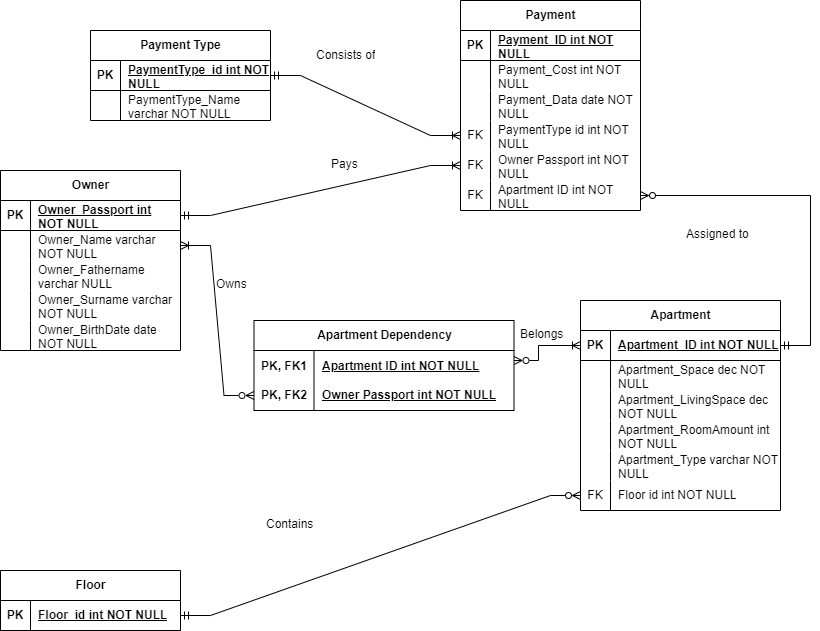 Payment
PK
Payment_ID int NOT
NULL
Payment_Cost int NOT
NULL
Payment_Data date NOT
NULL
FK
PaymentType id int NOT
NULL
FK
Owner Passport int NOT
NULL
FK
Apartment ID int NOT
NULL
Payment Type
PK
PaymentType_id int NOT
NULL
PaymentType_Name
varchar NOT NULL
Consists of
Pays
Owner
PK
Owner_Passport int
NOT NULL
Owner_Name varchar
NOT NULL
Owner_Fathername
varchar NULL
Owner_Surname varchar
NOT NULL
Owner_BirthDate date
NOT NULL
Assigned to
Owns
Apartment Dependency
PK, FK1
Apartment ID int NOT NULL
PK, FK2
Owner Passport int NOT NULL
Belongs
Apartment
PK
Apartment_ID int NOT NULL
Apartment_Space dec NOT
NULL
Apartment_LivingSpace dec
NOT NULL
Apartment_RoomAmount int
NOT NULL
Apartment_Type varchar NOT
NULL
FK
Floor id int NOT NULL
Contains
Floor
PK
Floor_id int NOT NULL